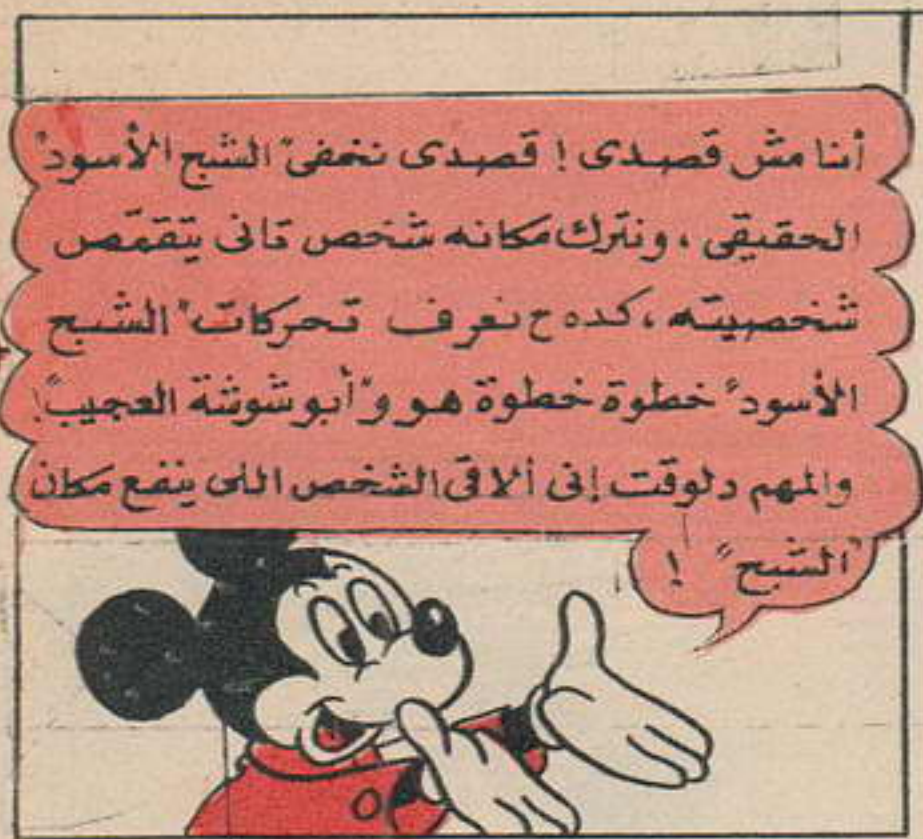 أنا مش قصدى ! قصدى نخفى "الشبح الأسود"
الحقيقى ، ونترك مكانه شخص تانى يتقمّص
شخصيته ، كده ح نعرف تحركات "الشبح
الأسود" خطوة خطوة هو و"أبو شوشة العجيب"!
والمهم دلوقت إنى ألاقى الشخص اللى ينفع مكان
"الشبح" !